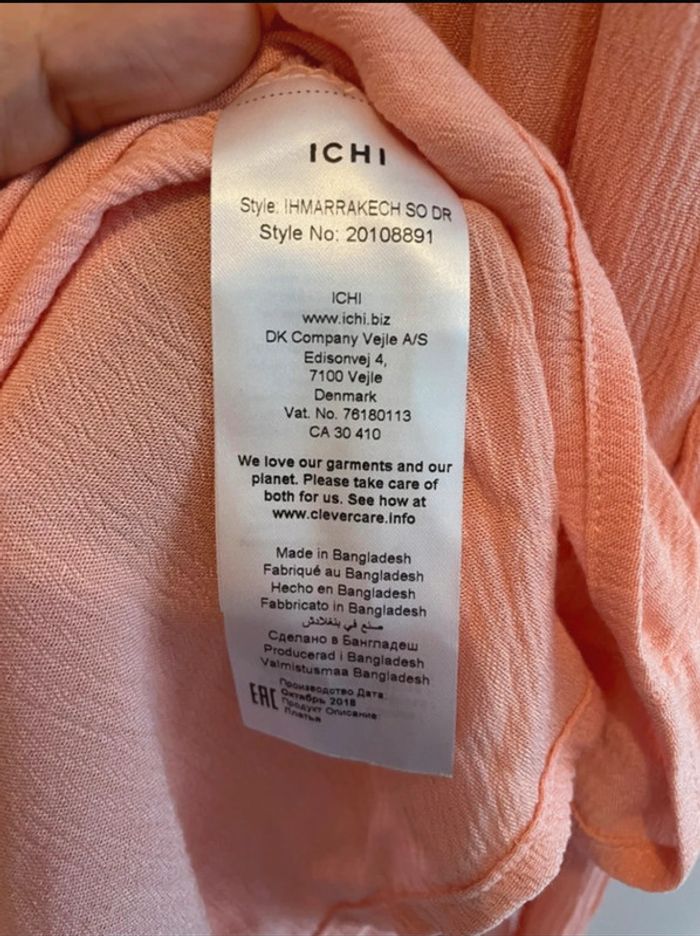 ICHI
Style: IHMARRAKECH SO DR
Style No: 20108891
ICHI
www.ichi.biz
DK Company Vejle A/S
Edisonvej 4,
7100 Vejle
Denmark
Vat. No. 76180113
CA 30 410
We love our garments and our
planet. Please take care of
both for us. See how at
www.clevercare.info
Made in Bangladesh
Fabriqué au Bangladesh
Hecho en Bangladesh
Fabbricato in Bangladesh
صنع في بنغلادش
Сделано в Бангладеш
Producerad i Bangladesh
Valmistusmaa Bangladesh
EAC
Производство Дата:
Октябрь 2018
Продукт Описание:
Платья